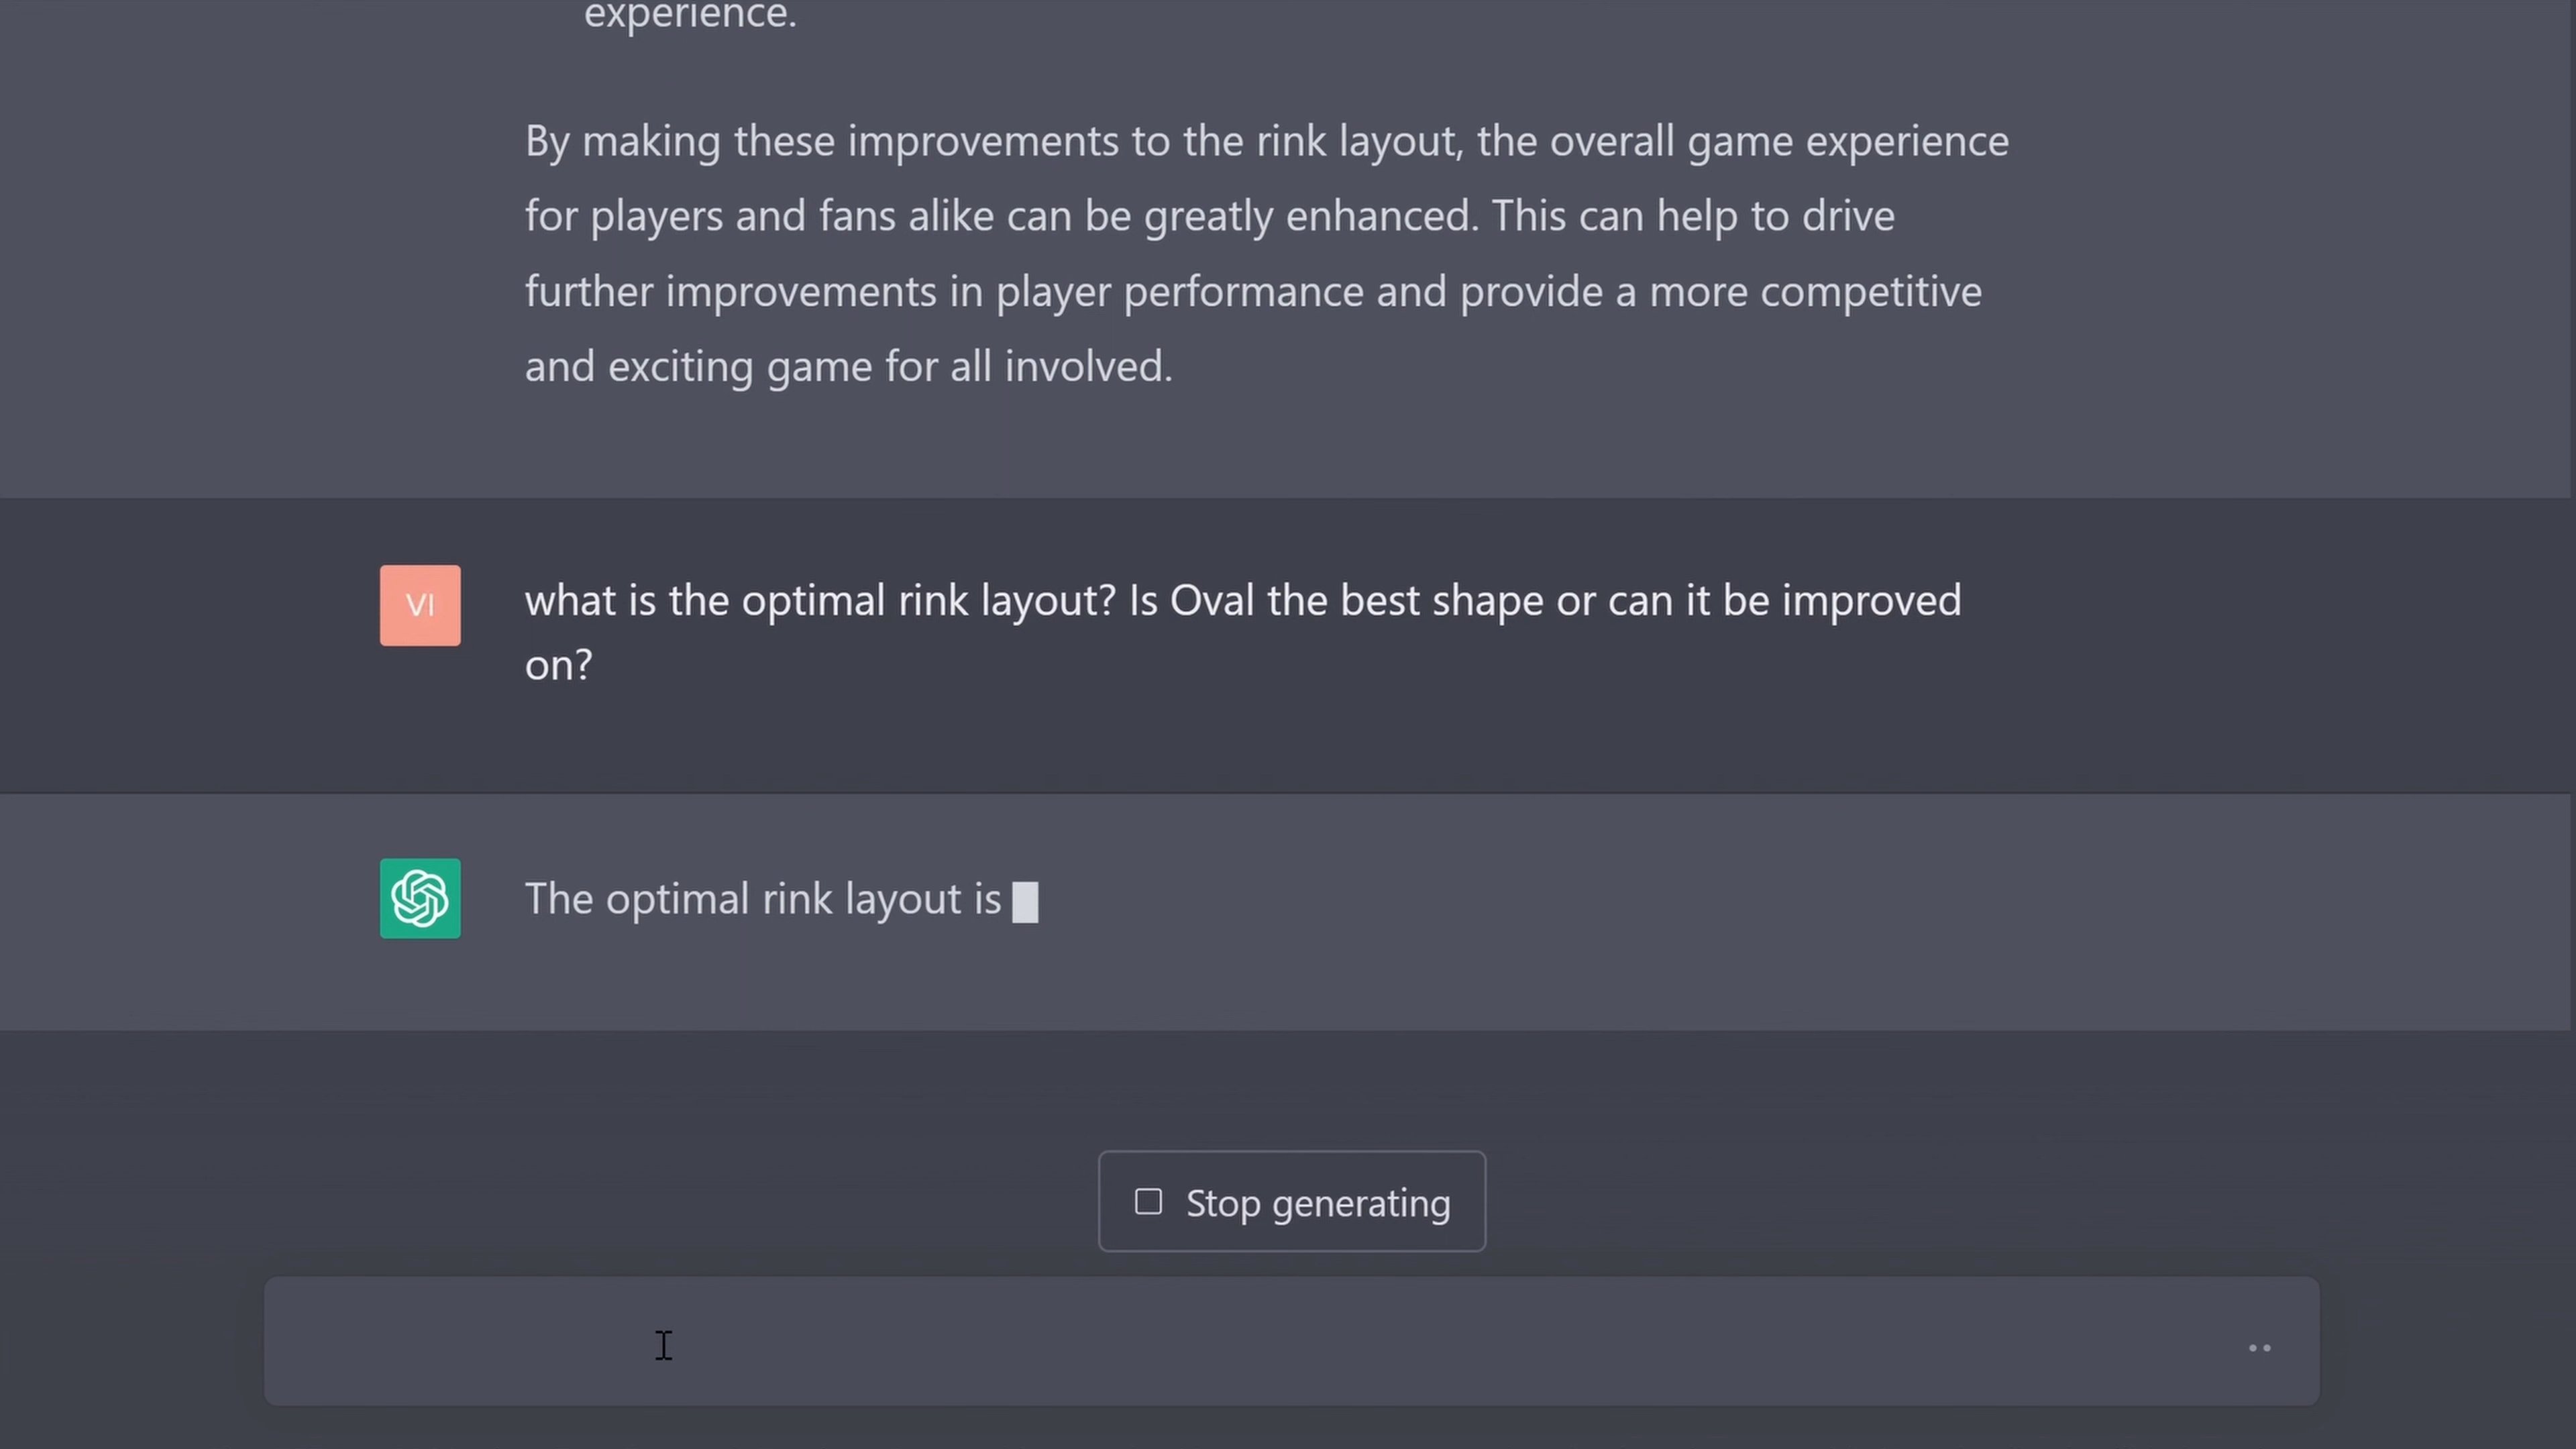 experience.
By making these improvements to the rink layout, the overall game experience
for players and fans alike can be greatly enhanced. This can help to drive
further improvements in player performance and provide a more competitive
and exciting game for all involved.
VI
what is the optimal rink layout? Is Oval the best shape or can it be improved
on?
The optimal rink layout is
Stop generating